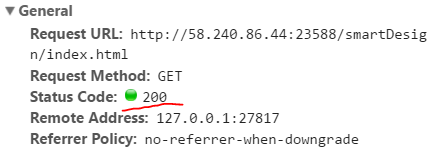 General
Request URL: http://58.240.86.44:23588/smartDesig
n/index.html
Request Method: GET
Status Code: 200
Remote Address: 127.0.0.1:27817
Referrer Policy: no-referrer-when-downgrade